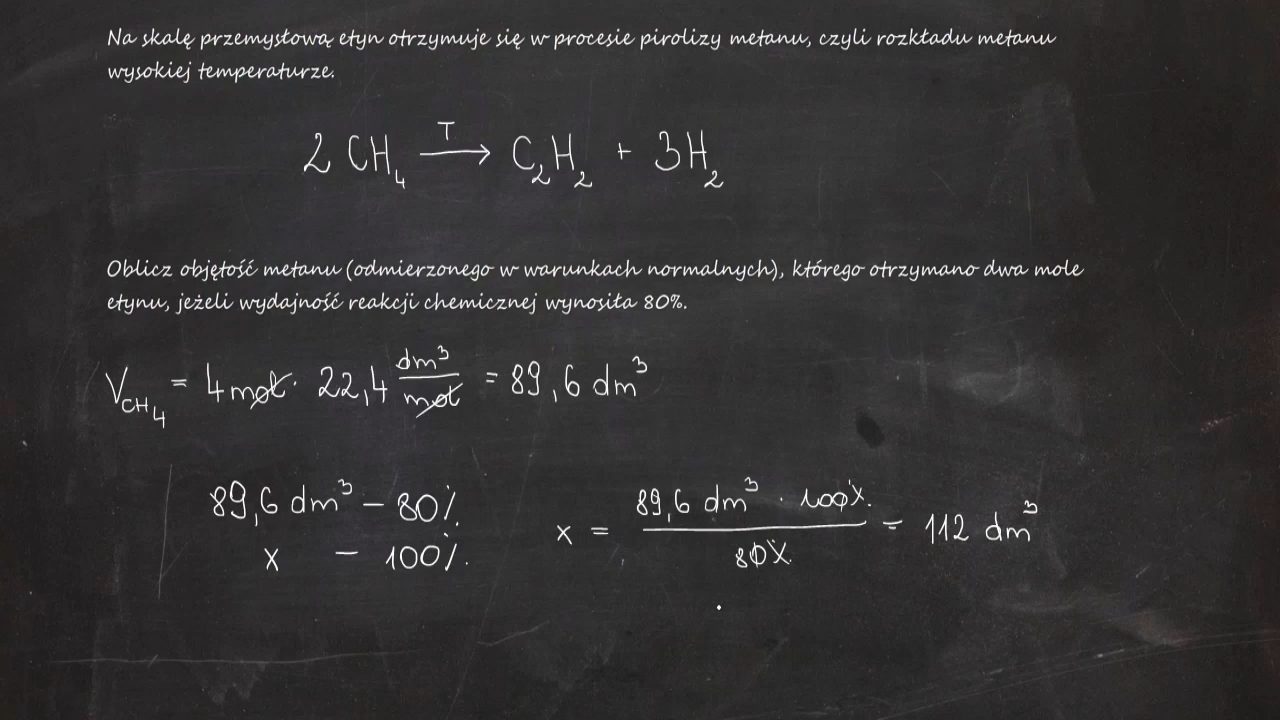 Na skalę przemysłową etyn otrzymuje się w procesie pirolizy metanu, czyli rozkładu metanu
wysokiej temperaturze.
2 CH₄ —T→ C₂H₂ + 3H₂
Oblicz objętość metanu (odmierzonego w warunkach normalnych), którego otrzymano dwa mole
etynu, jeżeli wydajność reakcji chemicznej wynosiła 80%.
V_CH₄ = 4 mol · 22,4 dm³/mol = 89,6 dm³
89,6 dm³ – 80%
x – 100%
x = 89,6 dm³ · 100% / 80% = 112 dm³